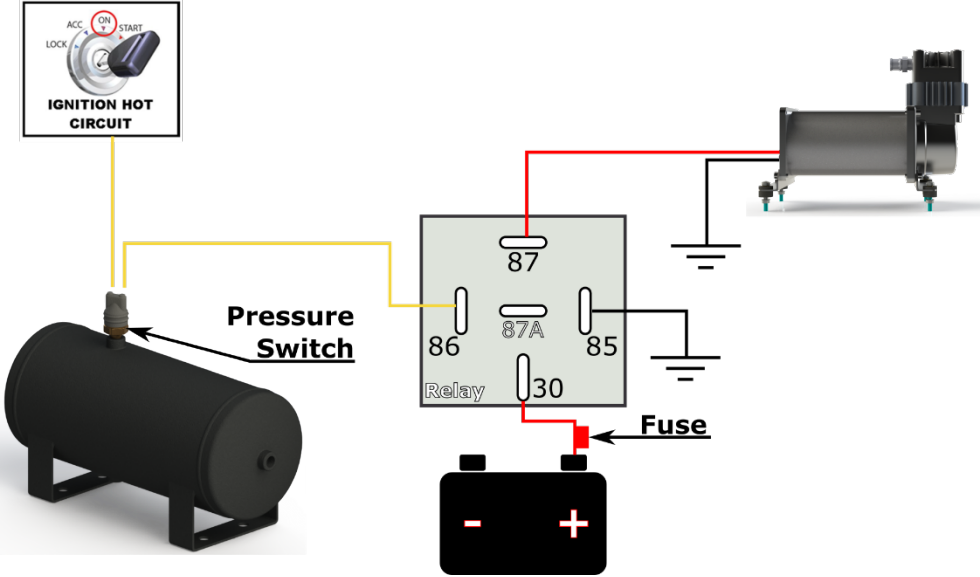 LOCK
ACC
ON
START
IGNITION HOT
CIRCUIT
87
Pressure
Switch
86
87A
85
Relay
30
Fuse
-
+